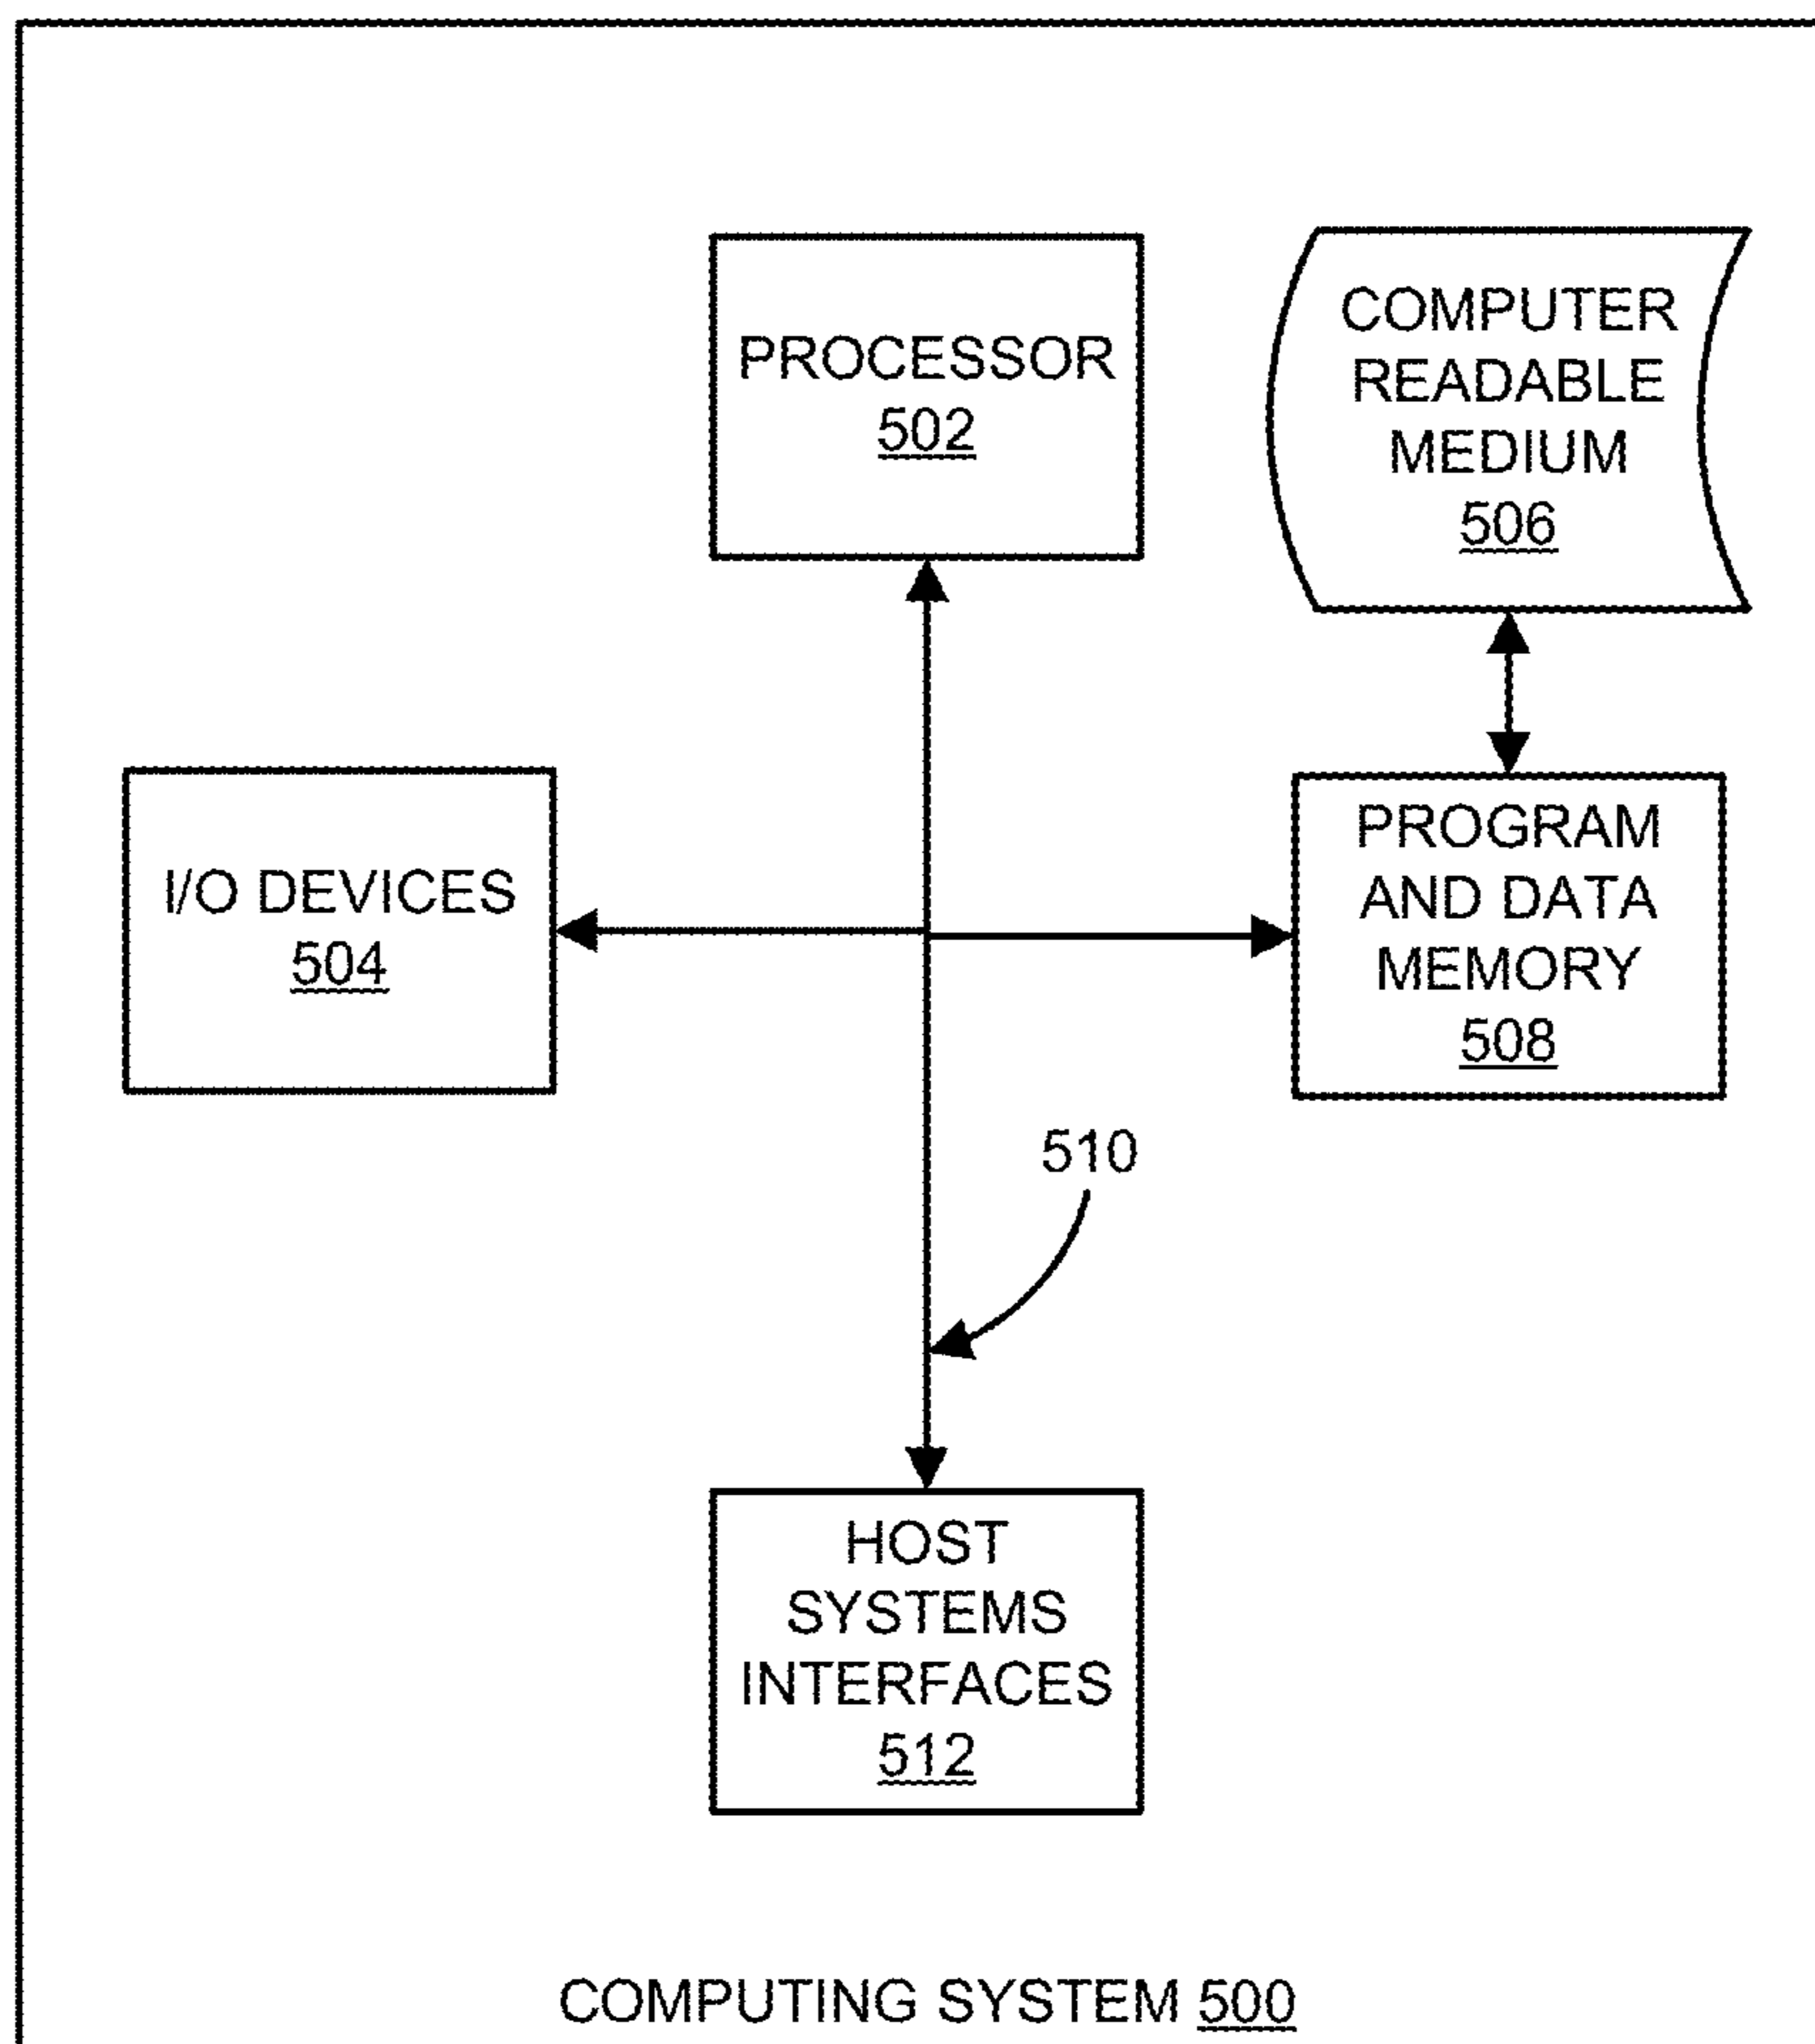 PROCESSOR
502
COMPUTER
READABLE
MEDIUM
506
I/O DEVICES
504
PROGRAM
AND DATA
MEMORY
508
510
HOST
SYSTEMS
INTERFACES
512
COMPUTING SYSTEM 500